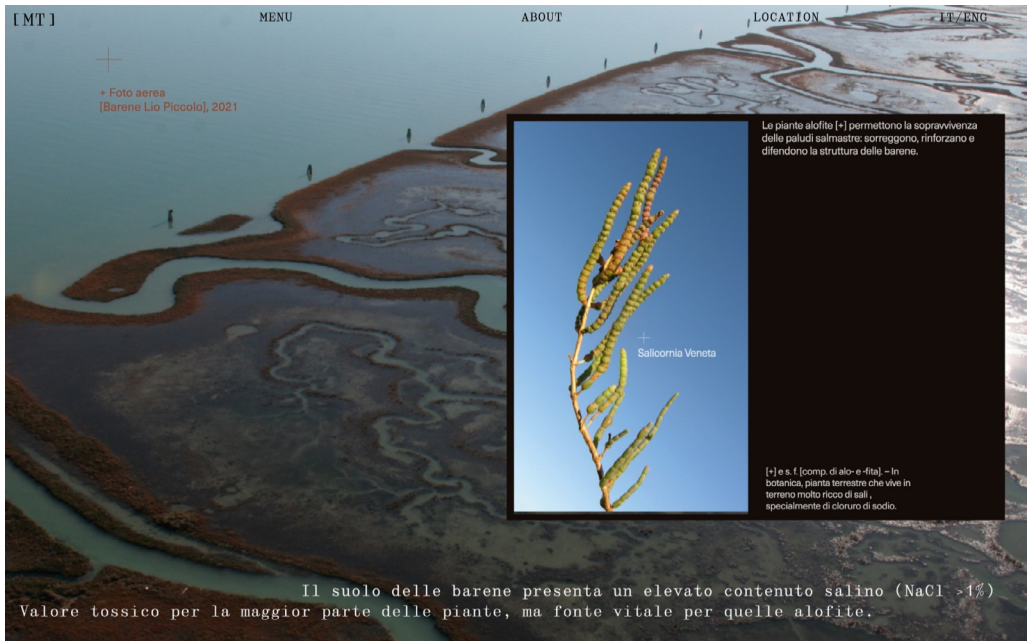 [MT]
MENU
ABOUT
LOCATION
IT/ENG
+ Foto aerea
[Barene Lio Piccolo], 2021
Le piante alofite [+] permettono la sopravvivenza
delle paludi salmastre: sorreggono, rinforzano e
difendono la struttura delle barene.
Salicornia Veneta
[+] e s. f. [comp. di alo- e -fita]. – In
botanica, pianta terrestre che vive in
terreno molto ricco di sali ,
specialmente di cloruro di sodio.
Il suolo delle barene presenta un elevato contenuto salino (NaCl >1%)
Valore tossico per la maggior parte delle piante, ma fonte vitale per quelle alofite.